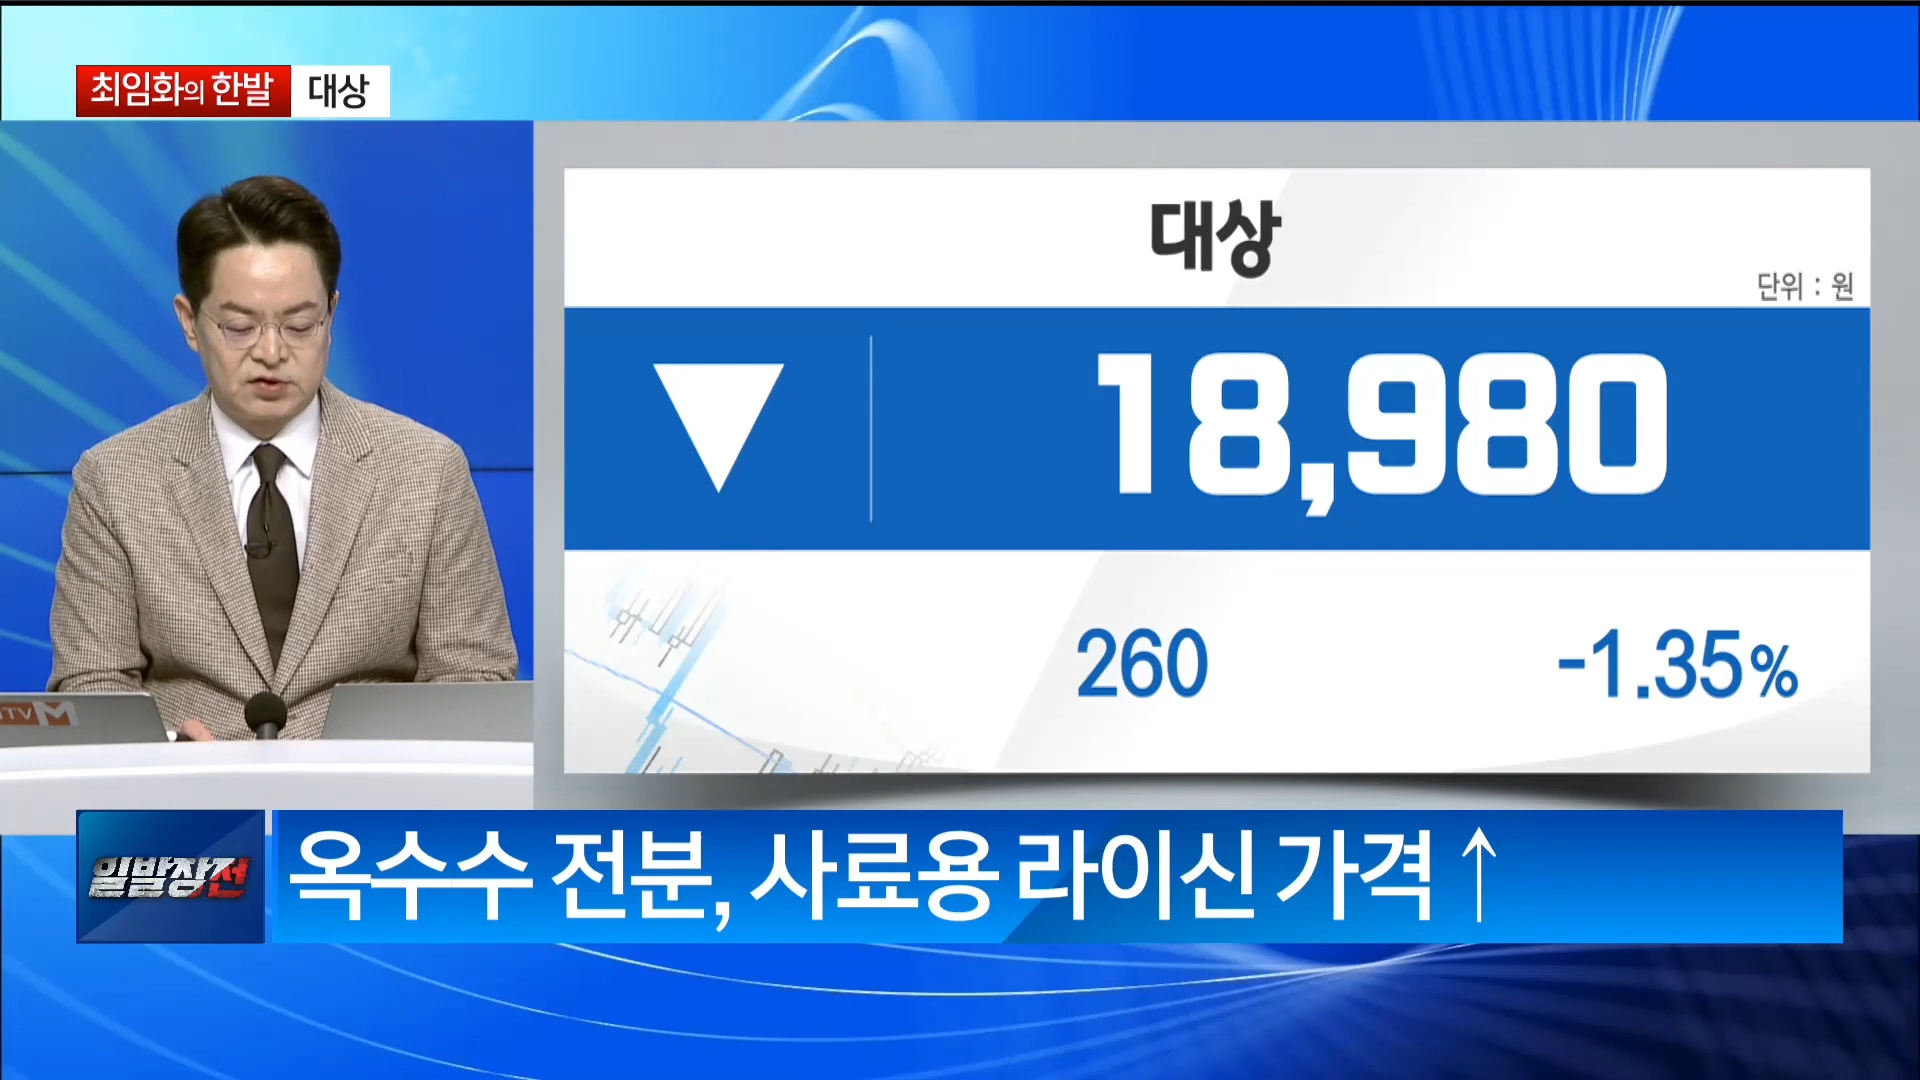 최임화의 한발 대상
대상
단위 : 원
▼ 18,980
260 -1.35%
TV M
일발장전
옥수수 전분, 사료용 라이신 가격↑